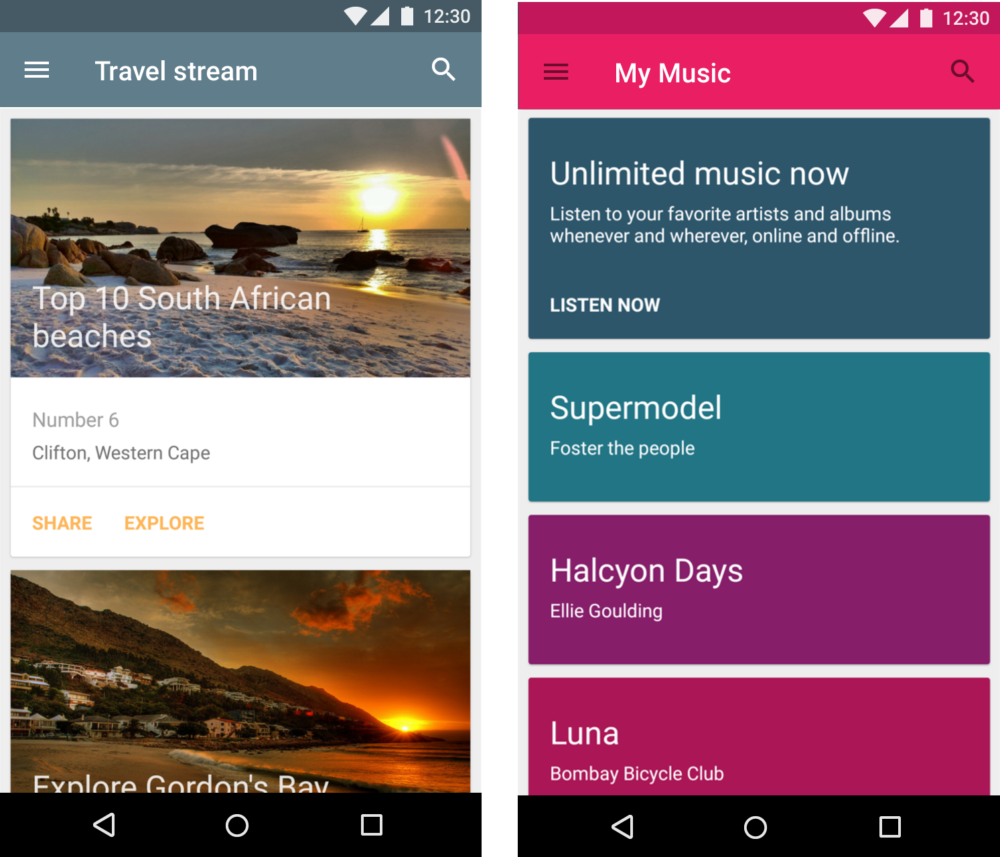 12:30
Travel stream
Top 10 South African
beaches
Number 6
Clifton, Western Cape
SHARE EXPLORE
Explore Gordon's Bay
12:30
My Music
Unlimited music now
Listen to your favorite artists and albums
whenever and wherever, online and offline.
LISTEN NOW
Supermodel
Foster the people
Halcyon Days
Ellie Goulding
Luna
Bombay Bicycle Club